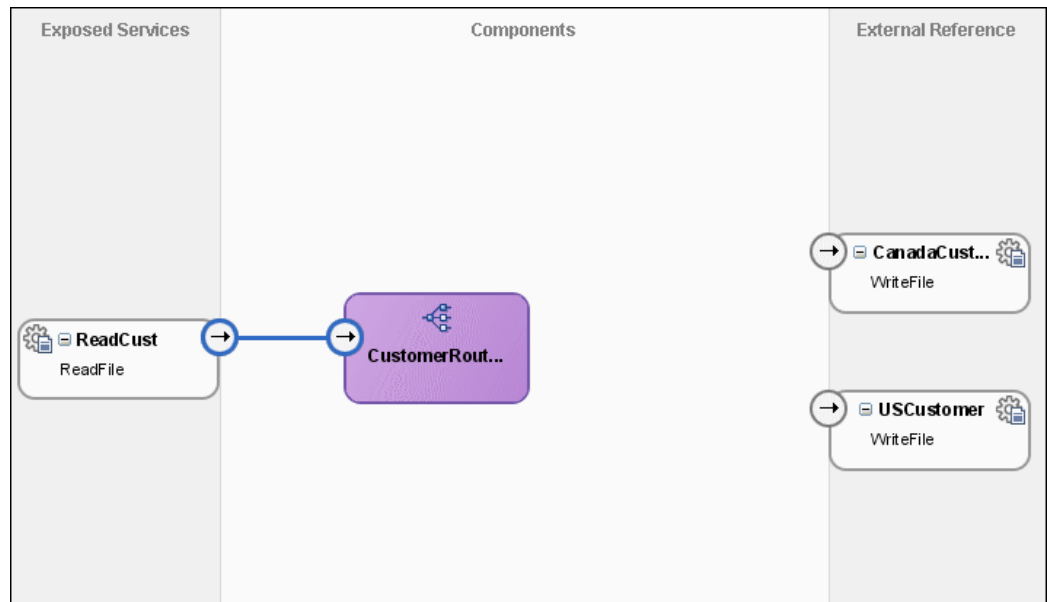 Exposed Services
Components
External Reference
ReadCust
ReadFile
CustomerRout...
CanadaCust...
WriteFile
USCustomer
WriteFile